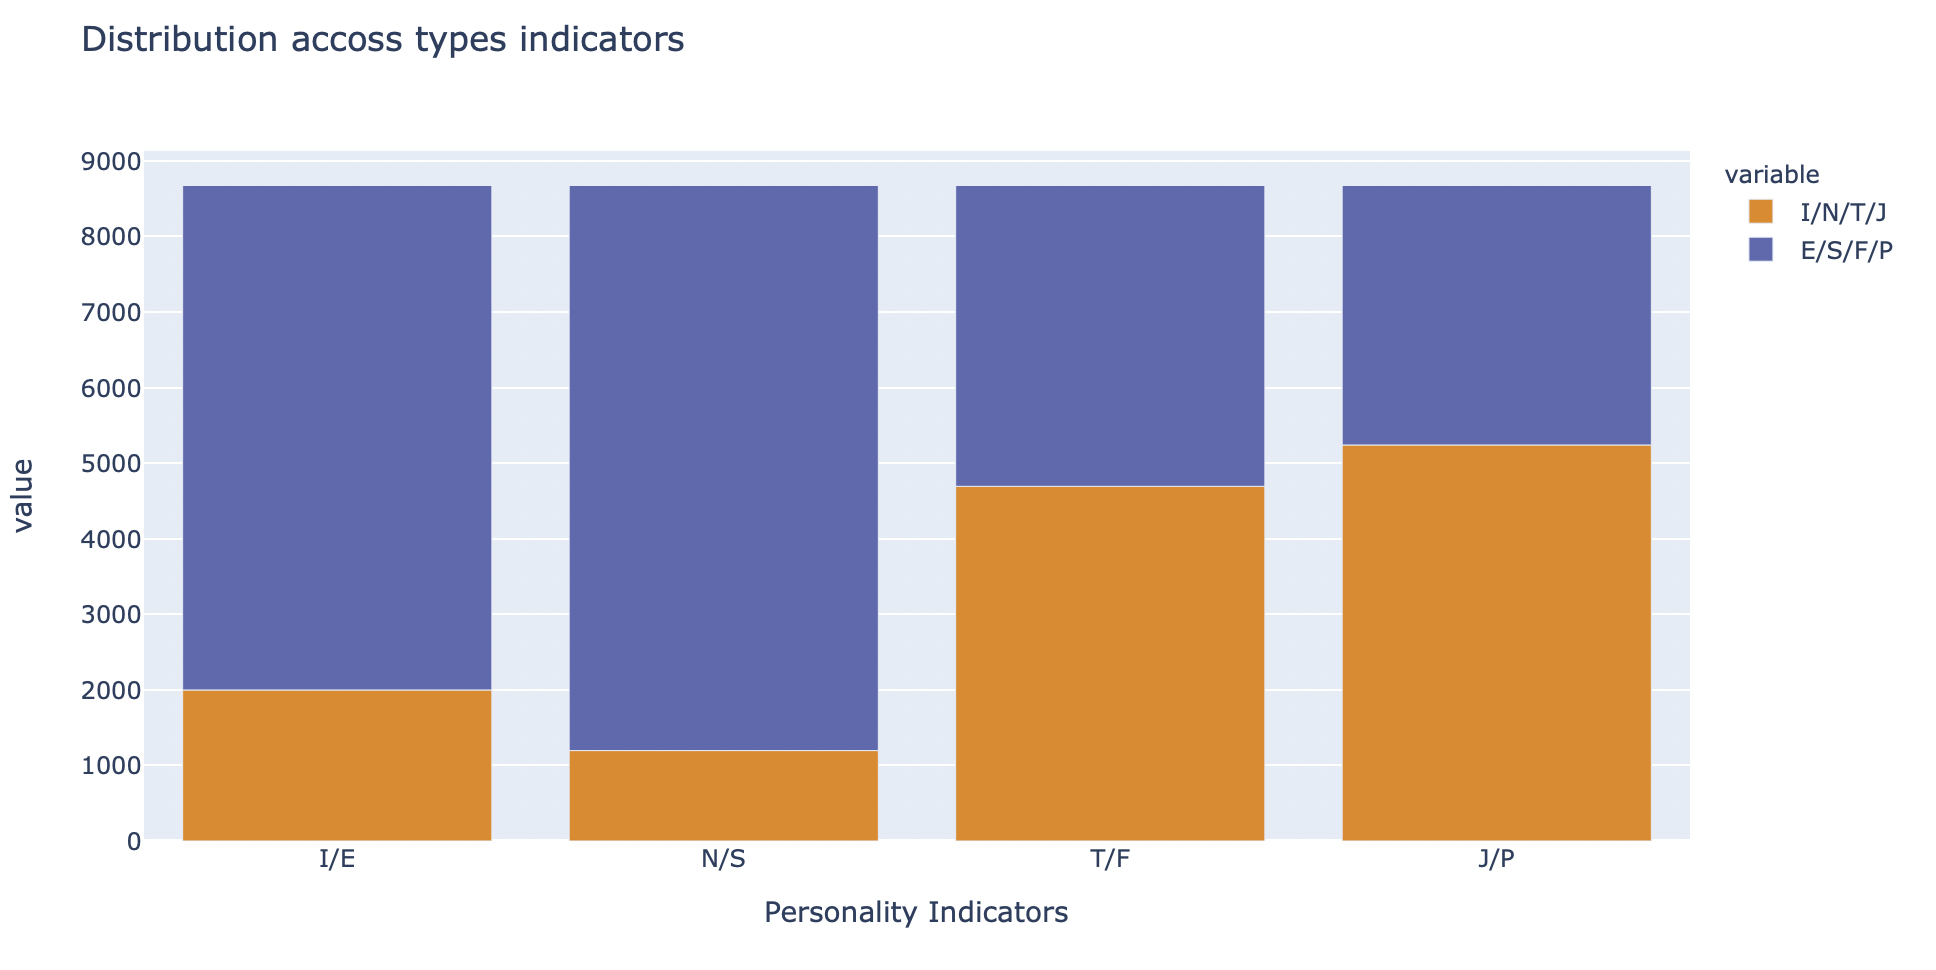 Distribution accoss types indicators
9000
8000
7000
6000
5000
4000
3000
2000
1000
0
value
I/E
N/S
T/F
J/P
Personality Indicators
variable
I/N/T/J
E/S/F/P